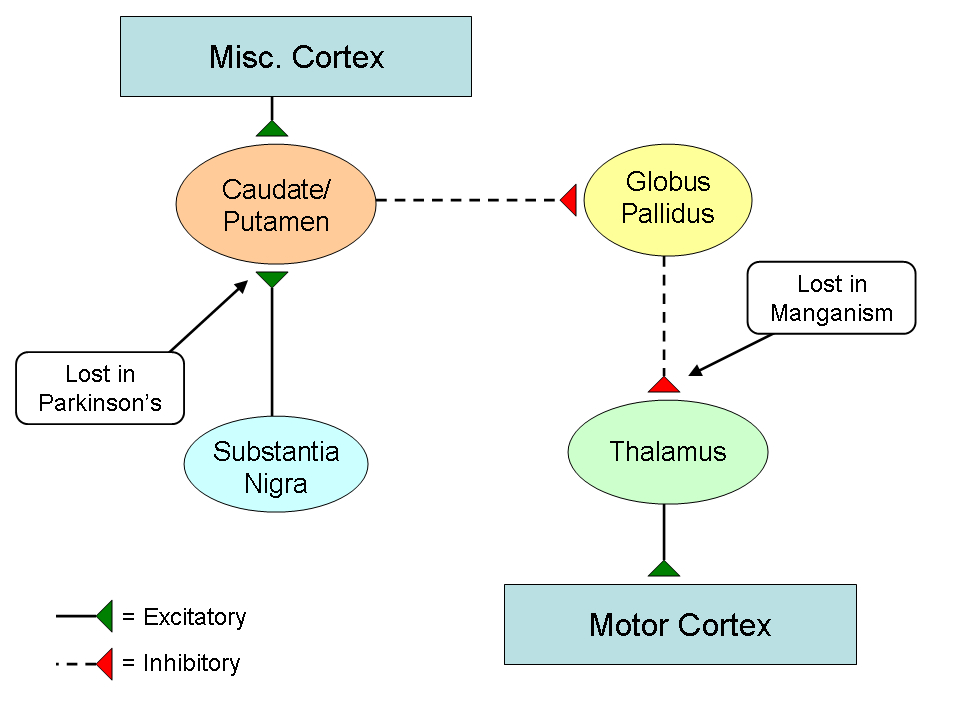 Misc. Cortex
Caudate/
Putamen
Globus
Pallidus
Lost in
Manganism
Lost in
Parkinson's
Substantia
Nigra
Thalamus
Motor Cortex
= Excitatory
= Inhibitory